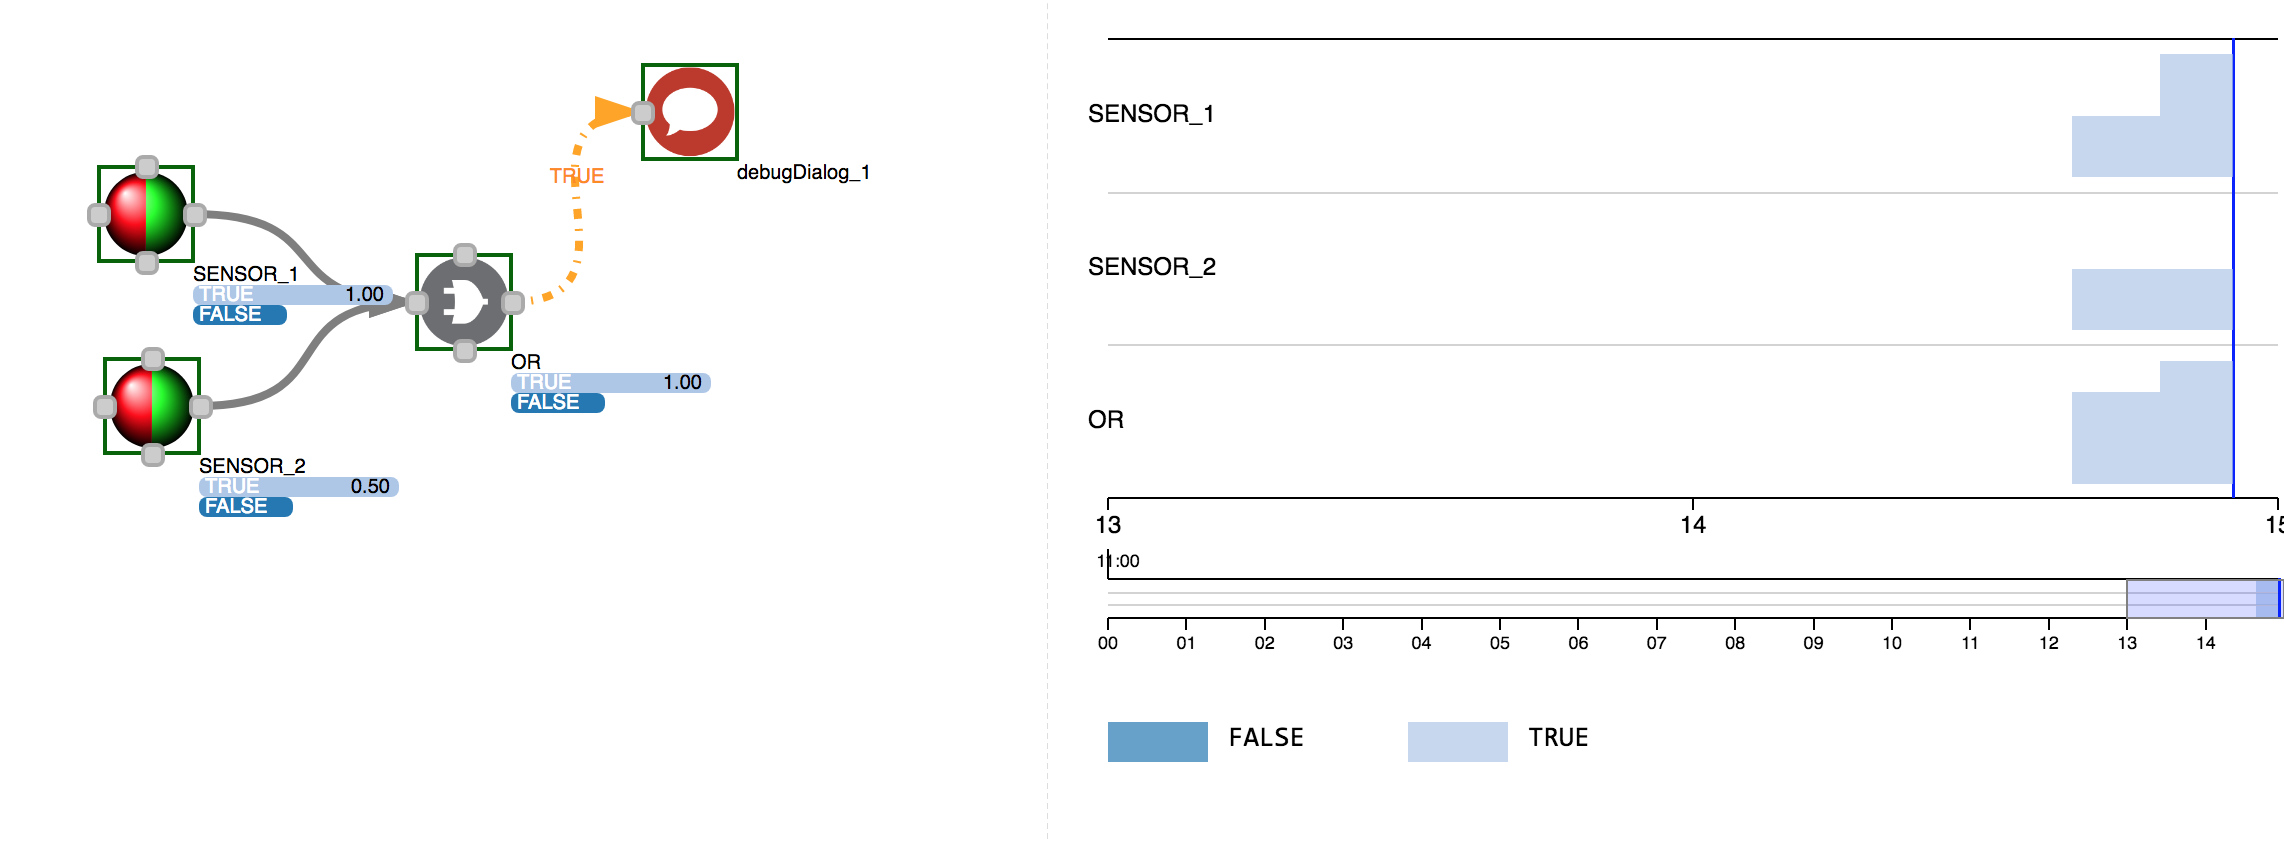 debugDialog_1
TRUE
SENSOR_1
TRUE 1.00
FALSE
OR
TRUE 1.00
FALSE
SENSOR_2
TRUE 0.50
FALSE
SENSOR_1
SENSOR_2
OR
13 14 15
11:00
00 01 02 03 04 05 06 07 08 09 10 11 12 13 14
FALSE TRUE